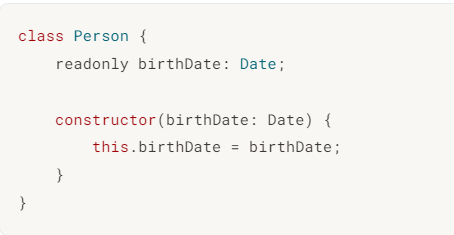 class Person {
    readonly birthDate: Date;

    constructor(birthDate: Date) {
        this.birthDate = birthDate;
    }
}